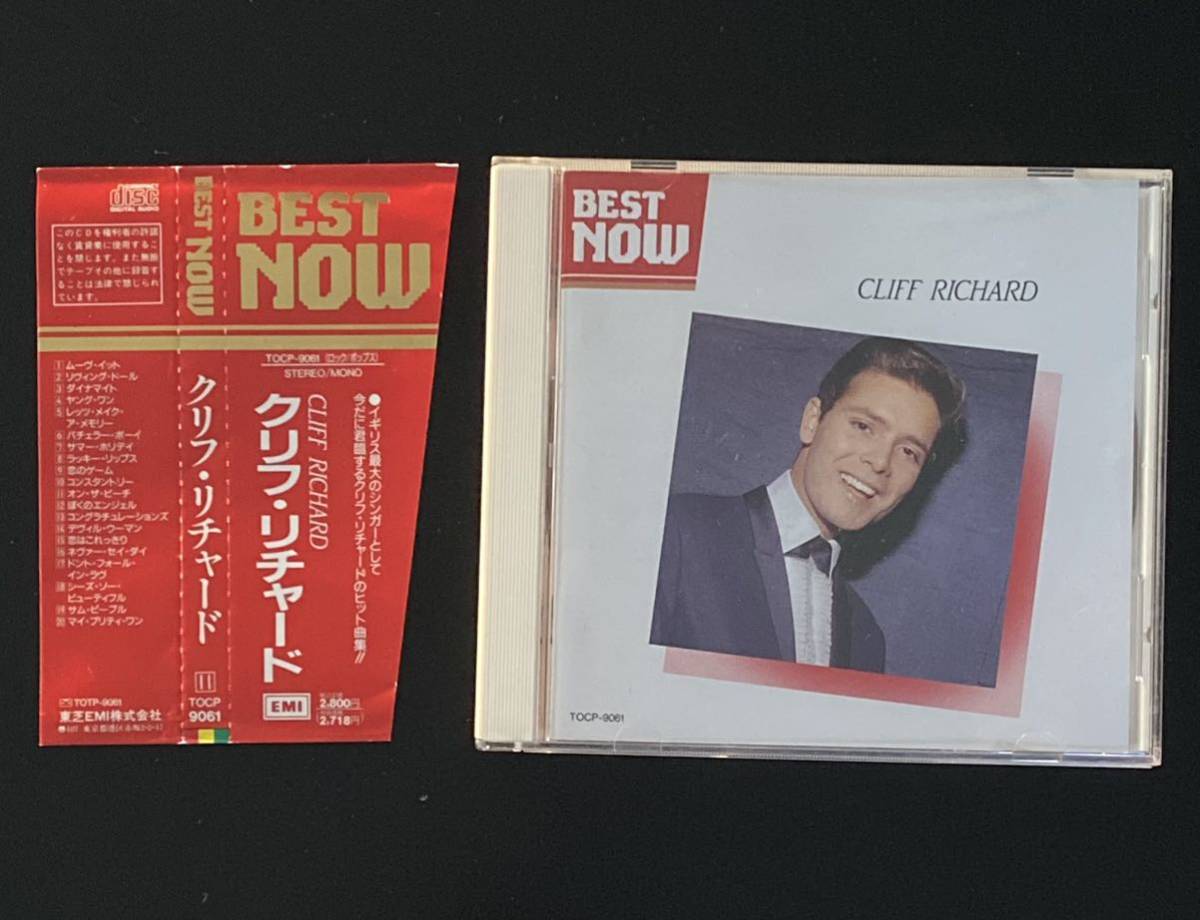 disc
DIGITAL AUDIO
このCDを権利者の許諾
なく賃貸業に使用するこ
とを禁じます。また無断
でテープその他に録音す
ることは法律で禁じられ
ています。
1 ムーヴ・イット
2 リヴィング・ドール
3 ダイナマイト
4 ヤング・ワン
5 レッツ・メイク・
ア・メモリー
6 バチェラー・ボーイ
7 サマー・ホリデイ
8 ラッキー・リップス
9 恋のゲーム
10 コンスタントリー
11 オン・ザ・ビーチ
12 ぼくのエンジェル
13 コングラチュレーションズ
14 デヴィル・ウーマン
15 恋はこれっきり
16 ネヴァー・セイ・ダイ
17 ドント・フォール・
イン・ラヴ
18 シーズ・ソー・
ビューティフル
19 サム・ピープル
20 マイ・プリティ・ワン
TOTP-9061
東芝EMI株式会社
BEST NOW
クリフ・リチャード
11
TOCP
9061
BEST
NOW
TOCP-9061 (ロック/ポップス)
STEREO/MONO
●イギリス最大のシンガーとして
今だに君臨するクリフ・リチャードのヒット曲集!!
CLIFF RICHARD
クリフ・リチャード
EMI
2,800円
2,718円
BEST
NOW
CLIFF RICHARD
TOCP-9061